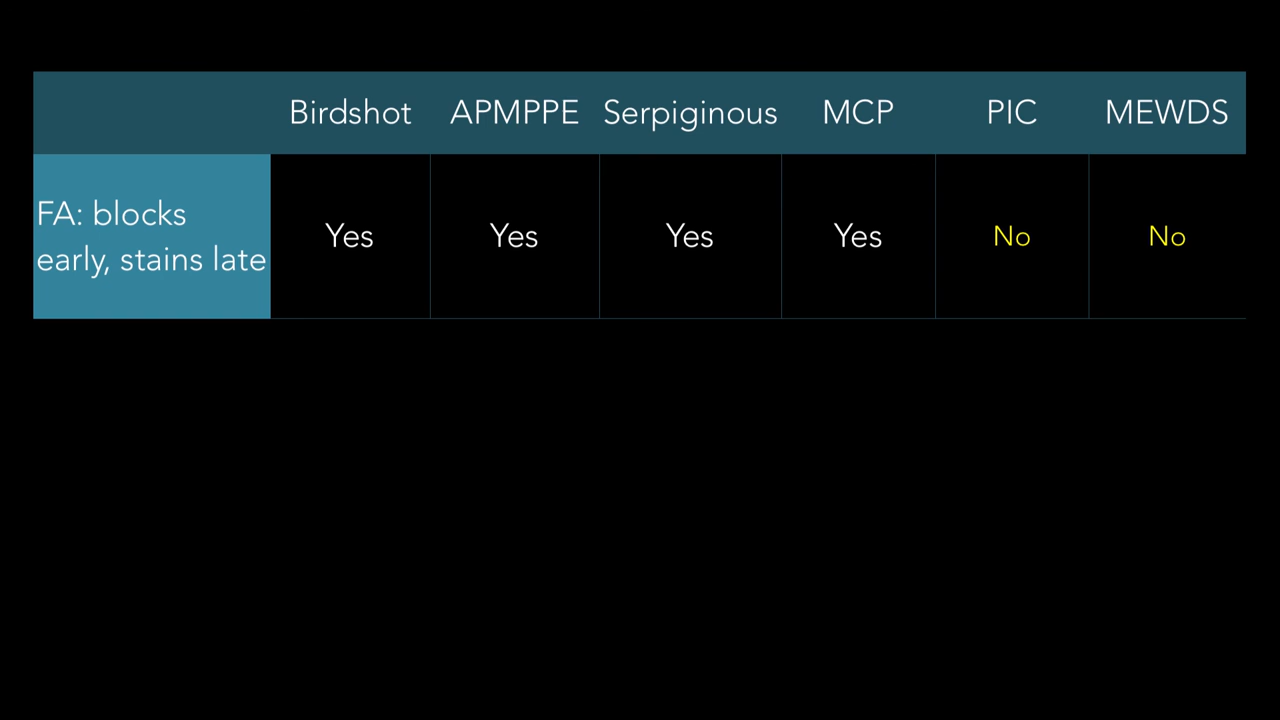 Birdshot APMPPE Serpiginous MCP PIC MEWDS
FA: blocks
early, stains late
Yes Yes Yes Yes No No